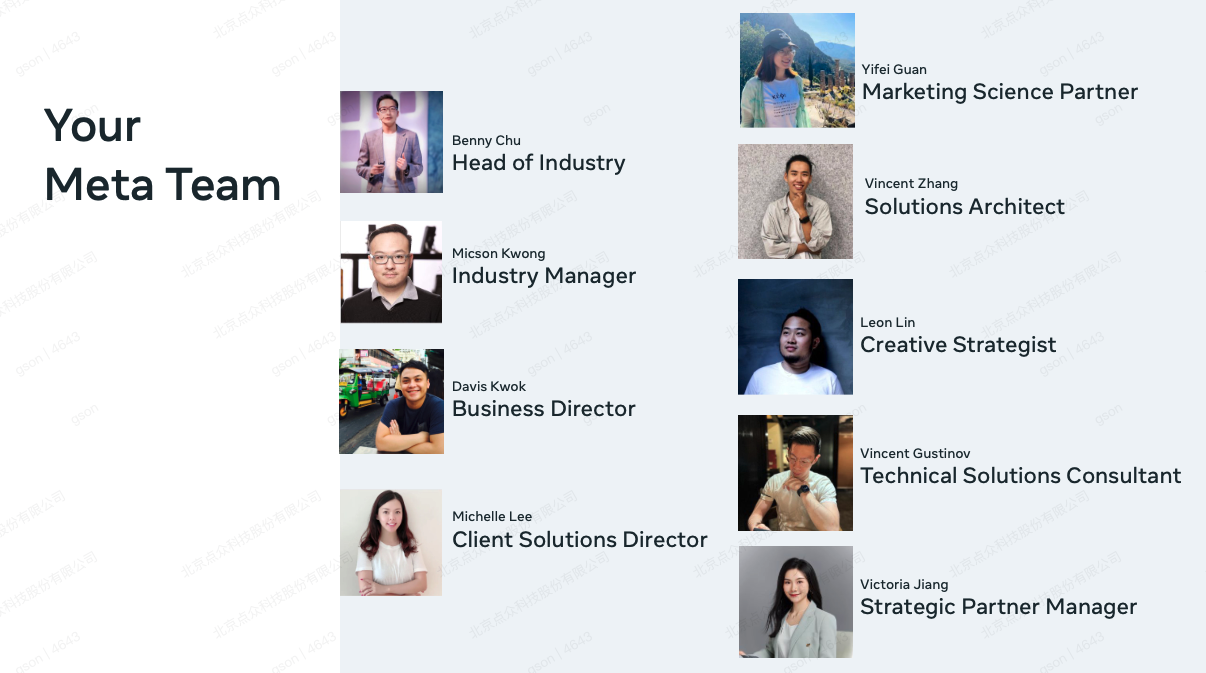 Your
Meta Team
Benny Chu
Head of Industry
Micson Kwong
Industry Manager
Davis Kwok
Business Director
Michelle Lee
Client Solutions Director
Yifei Guan
Marketing Science Partner
Vincent Zhang
Solutions Architect
Leon Lin
Creative Strategist
Vincent Gustinov
Technical Solutions Consultant
Victoria Jiang
Strategic Partner Manager
北京点众科技股份有限公司
gson | 4643